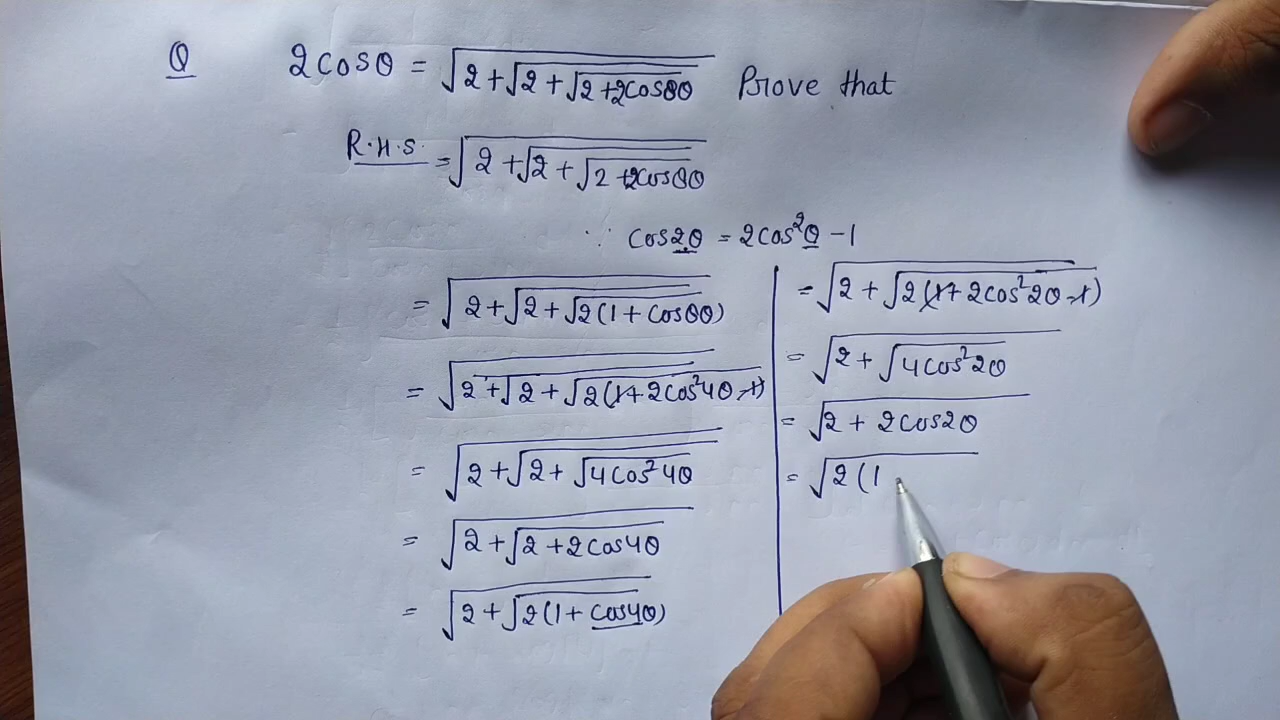 Q 2cosθ = √2+√2+√2+2cos8θ Prove that
R.H.S. = √2+√2+√2+2cos8θ
∵ cos2θ = 2cos²θ-1
= √2+√2+√2(1+cos8θ)
= √2+√2+√2(1+2cos²4θ-1)
= √2+√2+√4cos²4θ
= √2+√2+2cos4θ
= √2+√2(1+cos4θ)
= √2+√2(1+2cos²2θ-1)
= √2+√4cos²2θ
= √2+2cos2θ
= √2(1